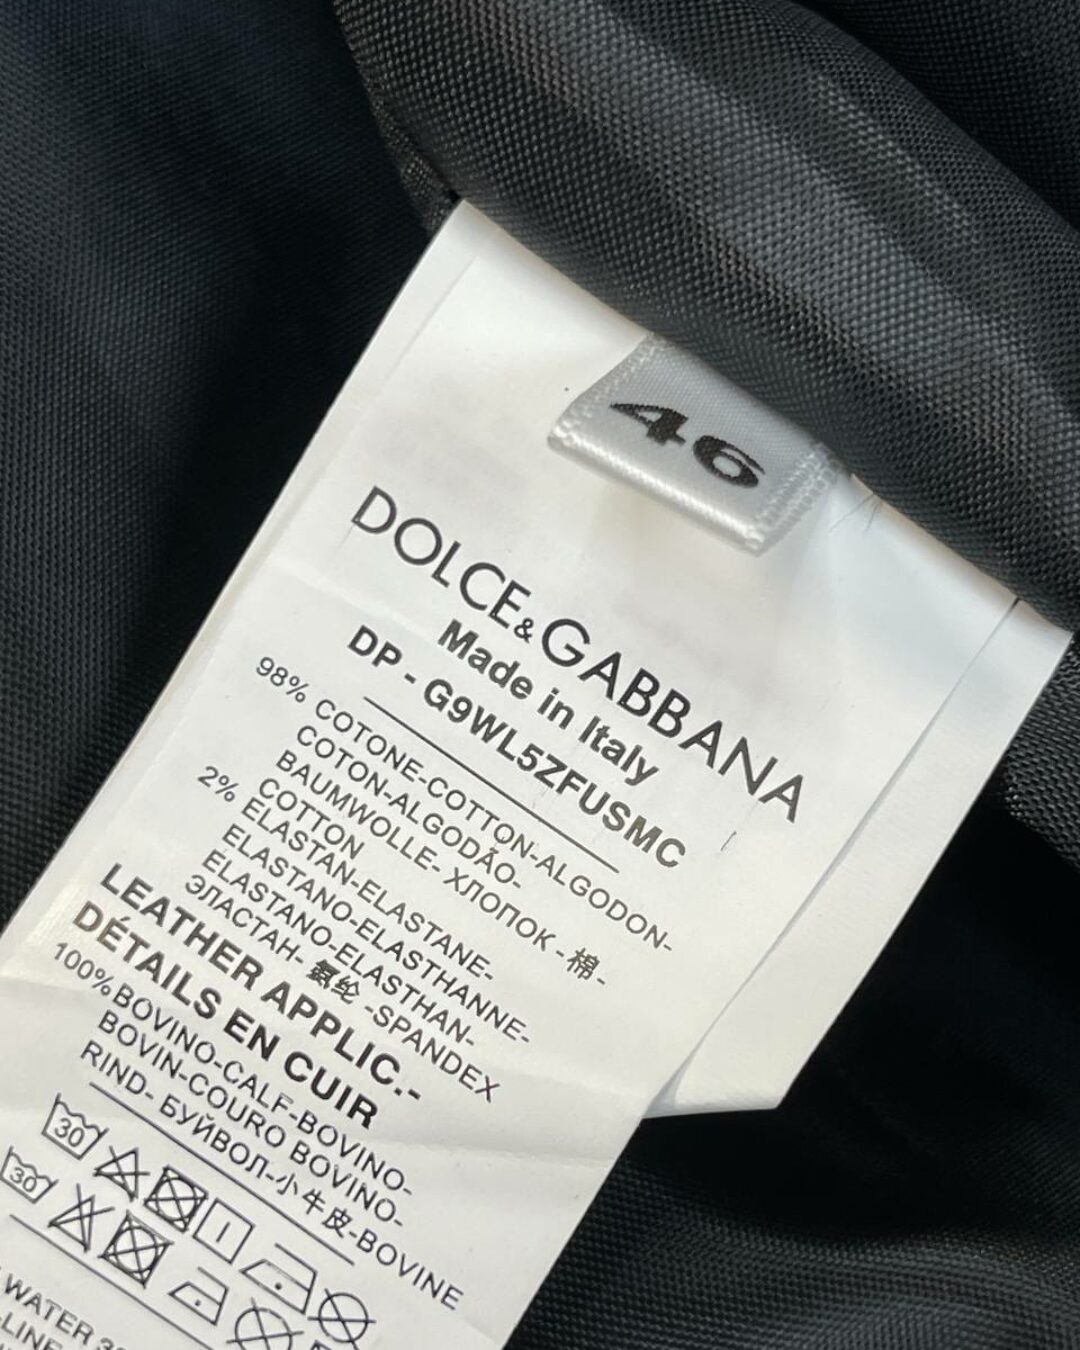 46
DOLCE&GABBANA
Made in Italy
DP - G9WL5ZFUSMC
98% COTONE-COTTON-ALGODON-
COTON-ALGODÃO-
BAUMWOLLE- ХЛОПОК -棉-
COTTON
2% ELASTAN-ELASTANE-
ELASTANO-ELASTHANNE-
ELASTANO-ELASTHAN-
ЭЛАСТАН- 氨纶 -SPANDEX
LEATHER APPLIC.-
DÉTAILS EN CUIR
100%BOVINO-CALF-BOVINO-
BOVIN-COURO BOVINO-
RIND- БУЙВОЛ-小牛皮-BOVINE
30
30
WATER
-LINE